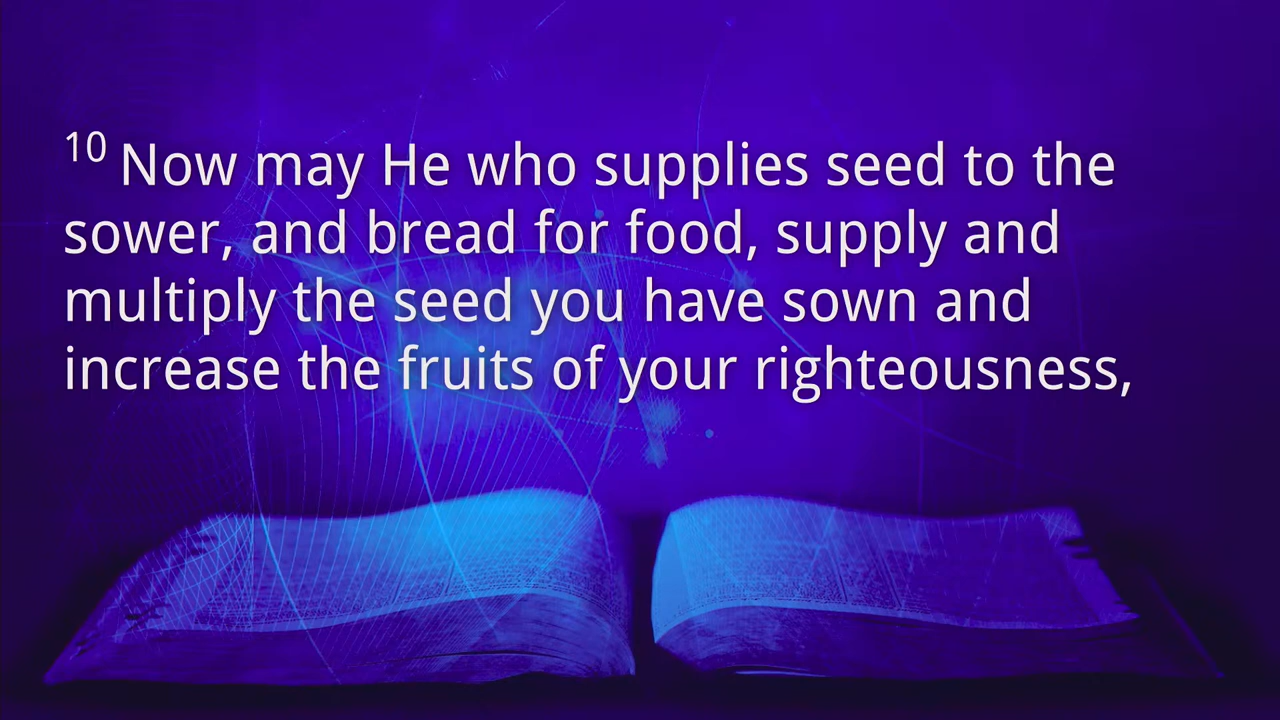 10 Now may He who supplies seed to the
sower, and bread for food, supply and
multiply the seed you have sown and
increase the fruits of your righteousness,